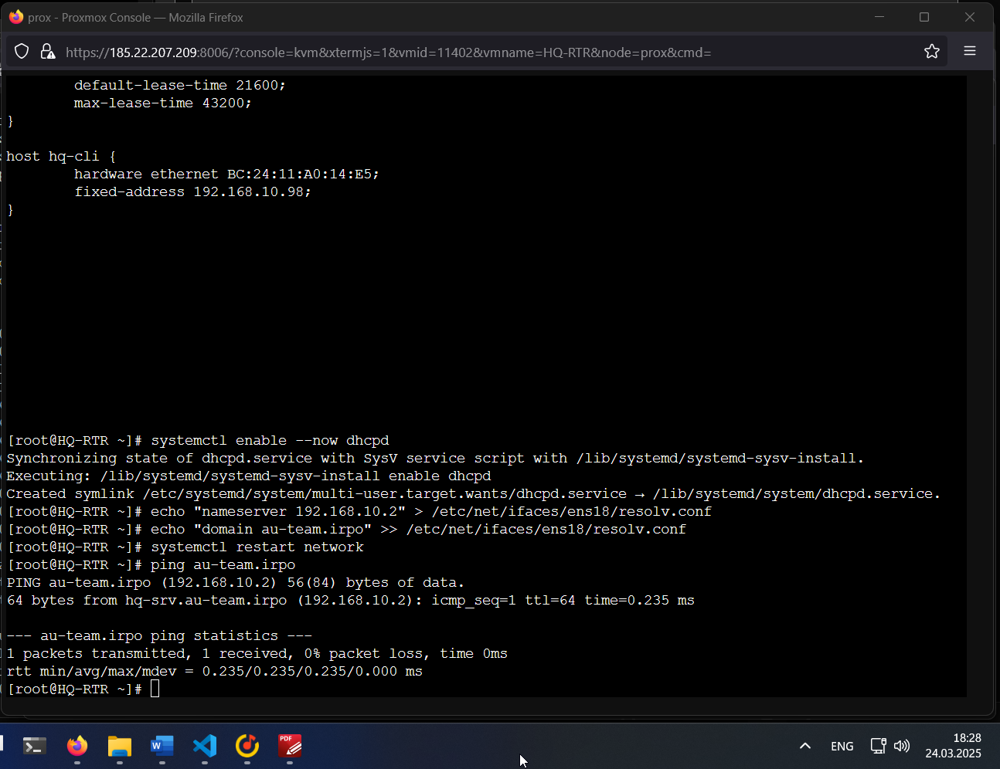 prox - Proxmox Console — Mozilla Firefox
https://185.22.207.209:8006/?console=kvm&xtermjs=1&vmid=11402&vmname=HQ-RTR&node=prox&cmd=
default-lease-time 21600;
max-lease-time 43200;
}
host hq-cli {
hardware ethernet BC:24:11:A0:14:E5;
fixed-address 192.168.10.98;
}
[root@HQ-RTR ~]# systemctl enable --now dhcpd
Synchronizing state of dhcpd.service with SysV service script with /lib/systemd/systemd-sysv-install.
Executing: /lib/systemd/systemd-sysv-install enable dhcpd
Created symlink /etc/systemd/system/multi-user.target.wants/dhcpd.service → /lib/systemd/system/dhcpd.service.
[root@HQ-RTR ~]# echo "nameserver 192.168.10.2" > /etc/net/ifaces/ens18/resolv.conf
[root@HQ-RTR ~]# echo "domain au-team.irpo" >> /etc/net/ifaces/ens18/resolv.conf
[root@HQ-RTR ~]# systemctl restart network
[root@HQ-RTR ~]# ping au-team.irpo
PING au-team.irpo (192.168.10.2) 56(84) bytes of data.
64 bytes from hq-srv.au-team.irpo (192.168.10.2): icmp_seq=1 ttl=64 time=0.235 ms
--- au-team.irpo ping statistics ---
1 packets transmitted, 1 received, 0% packet loss, time 0ms
rtt min/avg/max/mdev = 0.235/0.235/0.235/0.000 ms
[root@HQ-RTR ~]#
W
PDF
ENG
18:28
24.03.2025